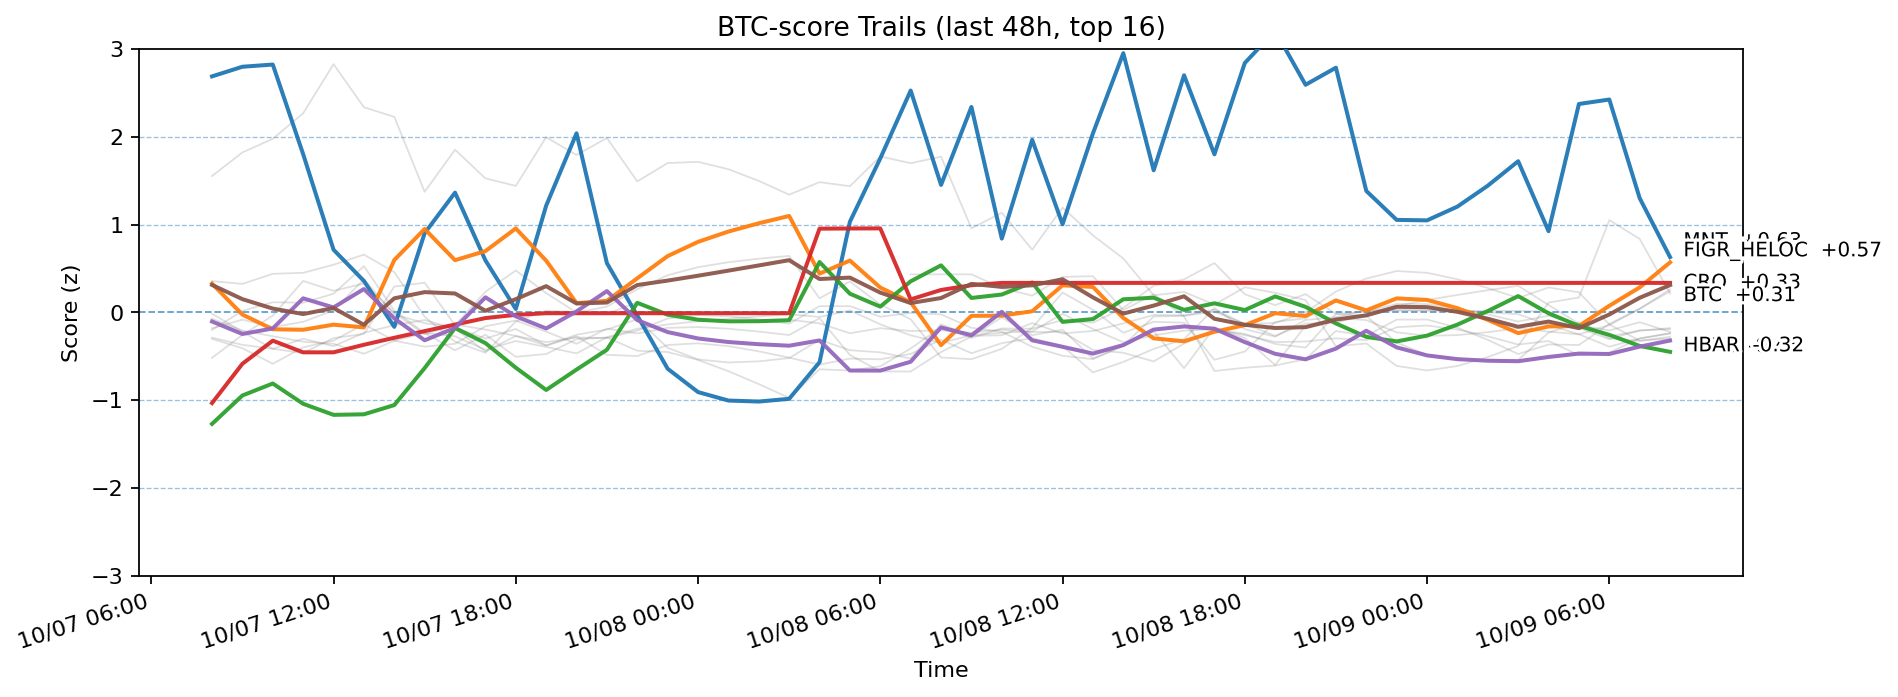 BTC-score Trails (last 48h, top 16)
Score (z)
3
2
1
0
−1
−2
−3
MNT +0.63
FIGR_HELOC +0.57
CRO +0.33
BTC +0.31
HBAR -0.32
10/07 06:00
10/07 12:00
10/07 18:00
10/08 00:00
10/08 06:00
10/08 12:00
10/08 18:00
10/09 00:00
10/09 06:00
Time